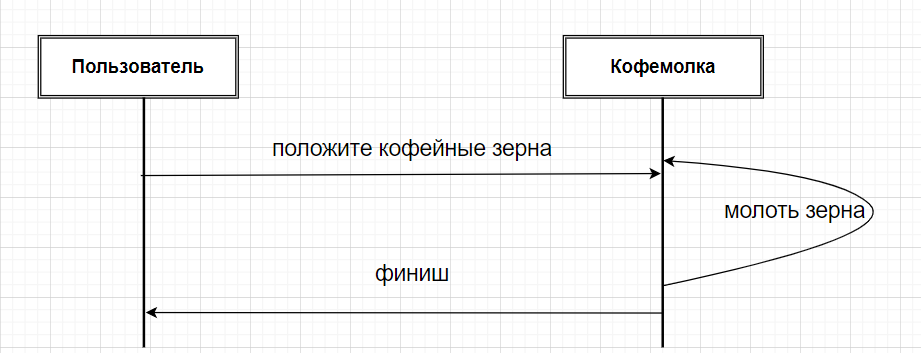 Пользователь
Кофемолка
положите кофейные зерна
молоть зерна
финиш